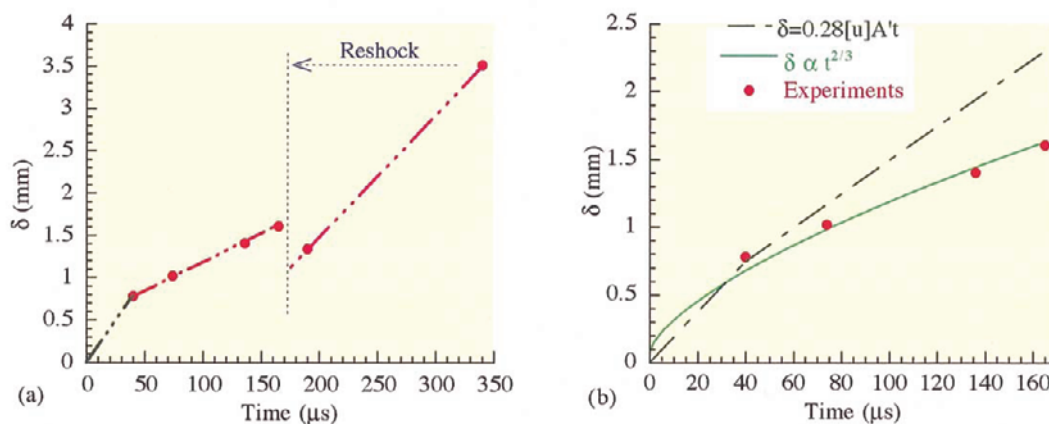 4
3.5
3
2.5
2
1.5
1
0.5
0
δ (mm)
Reshock
0 50 100 150 200 250 300 350
Time (μs)
(a)
2.5
2
1.5
1
0.5
0
δ (mm)
δ=0.28[u]A't
δ α t^2/3
Experiments
0 20 40 60 80 100 120 140 160
Time (μs)
(b)